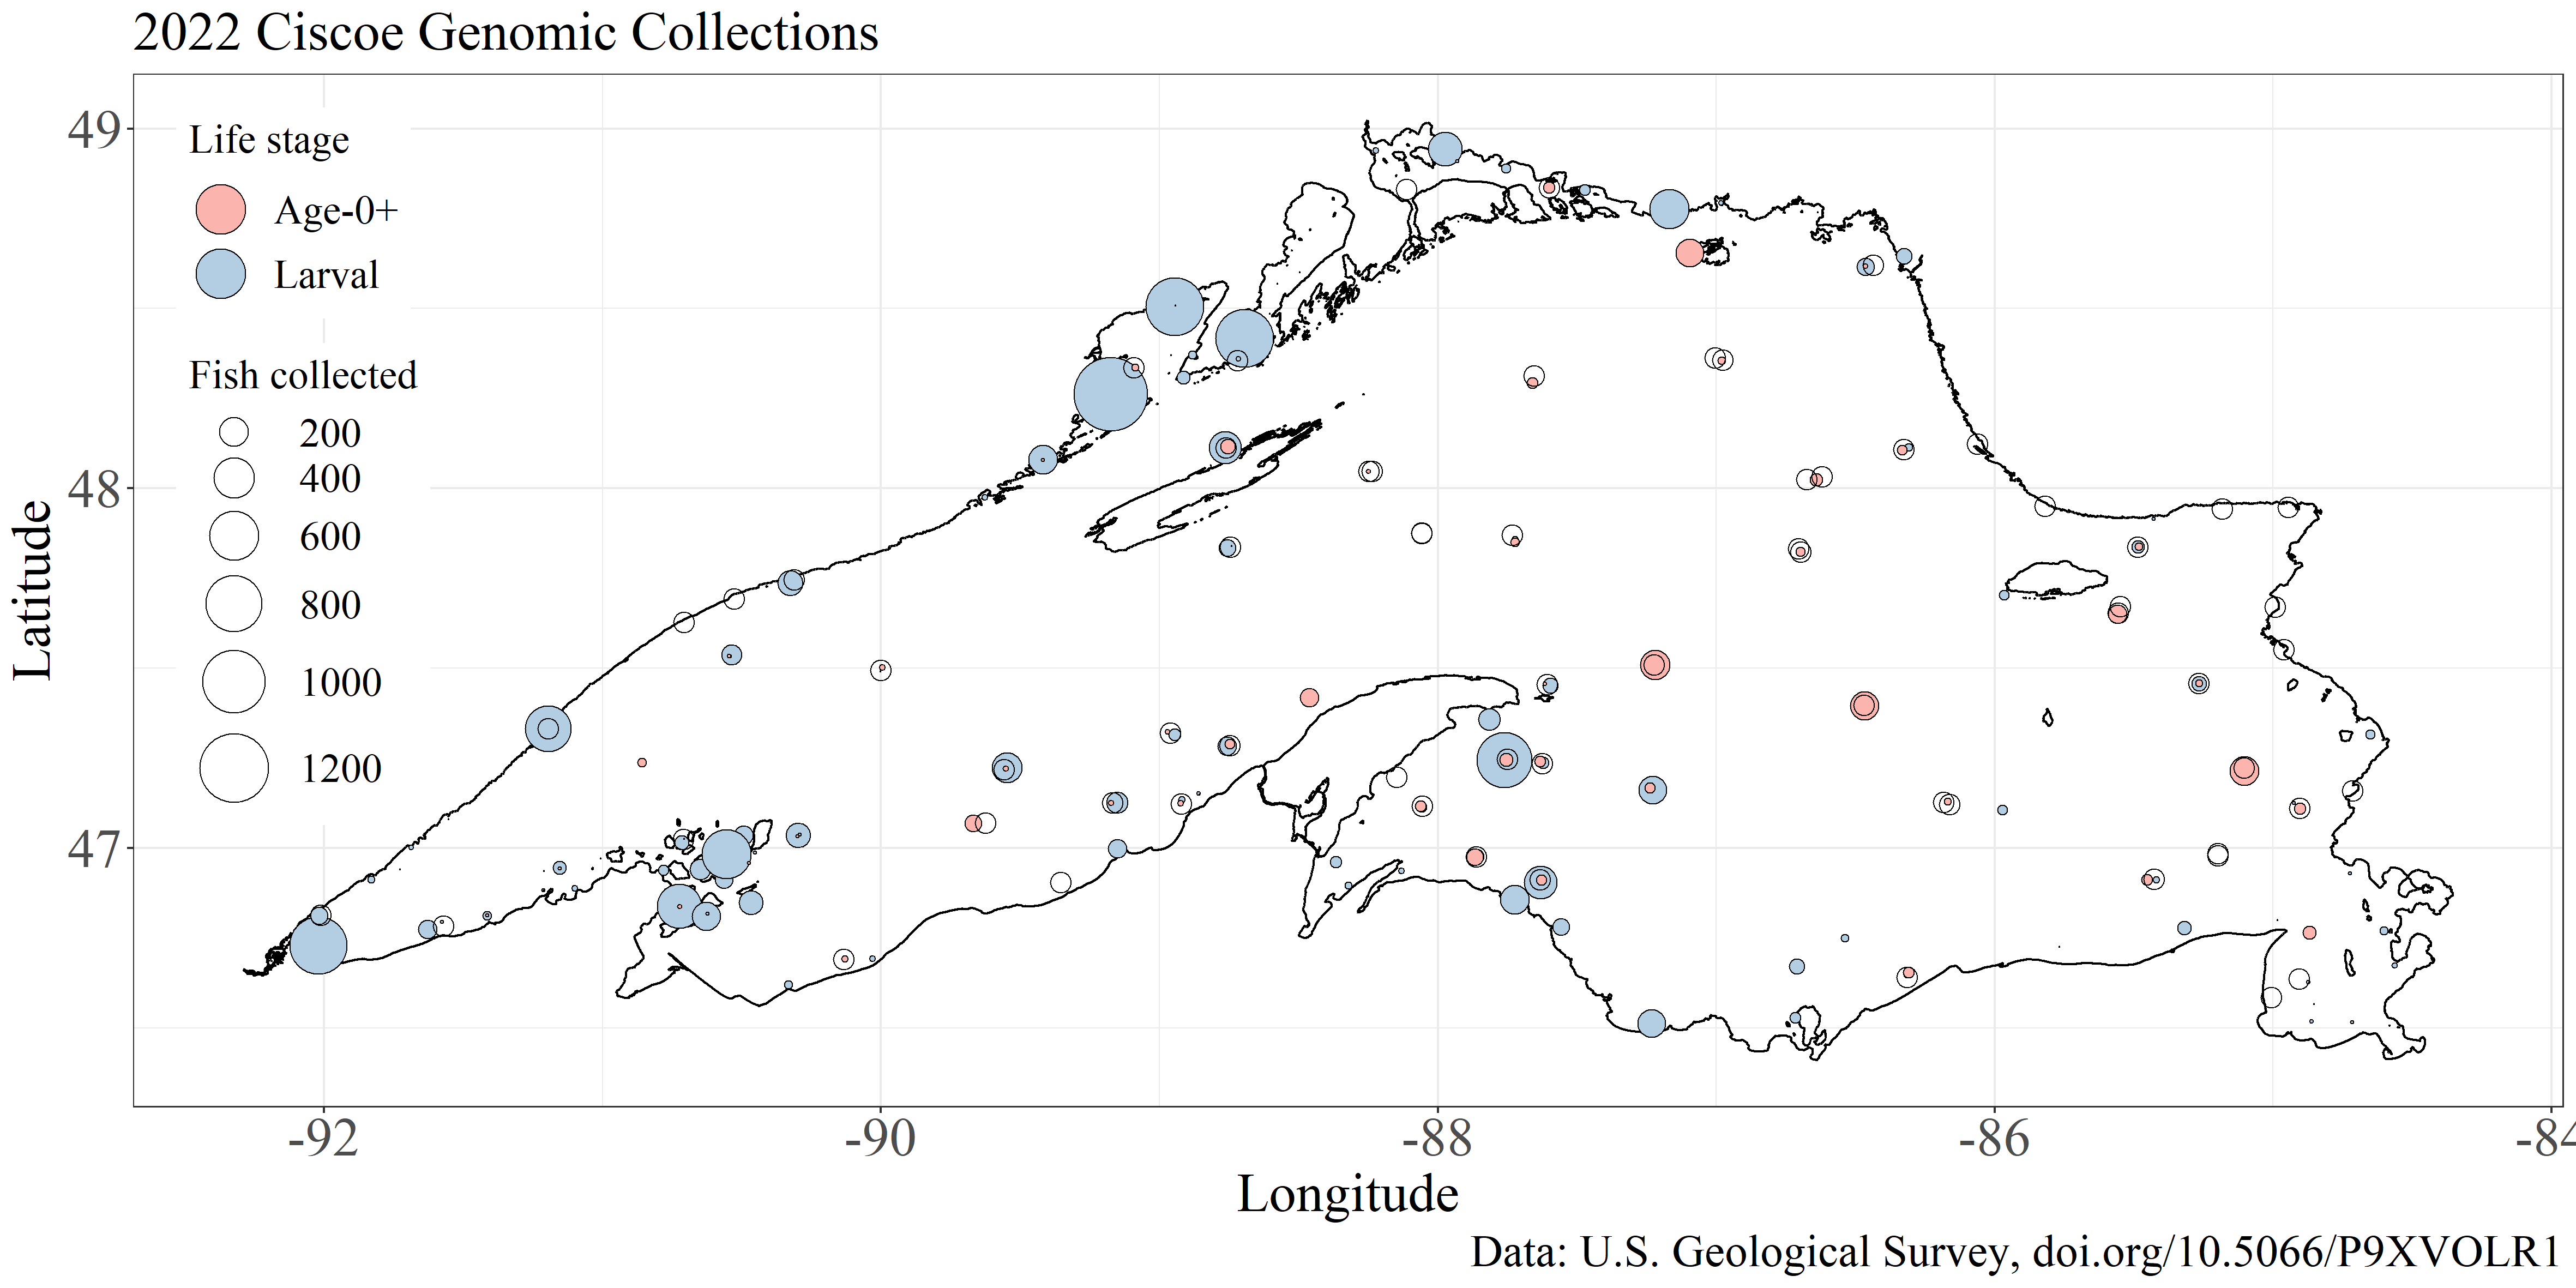 2022 Ciscoe Genomic Collections
Life stage
Age-0+
Larval
Fish collected
200
400
600
800
1000
1200
Latitude
49
48
47
-92
-90
-88
-86
-84
Longitude
Data: U.S. Geological Survey, doi.org/10.5066/P9XVOLR1